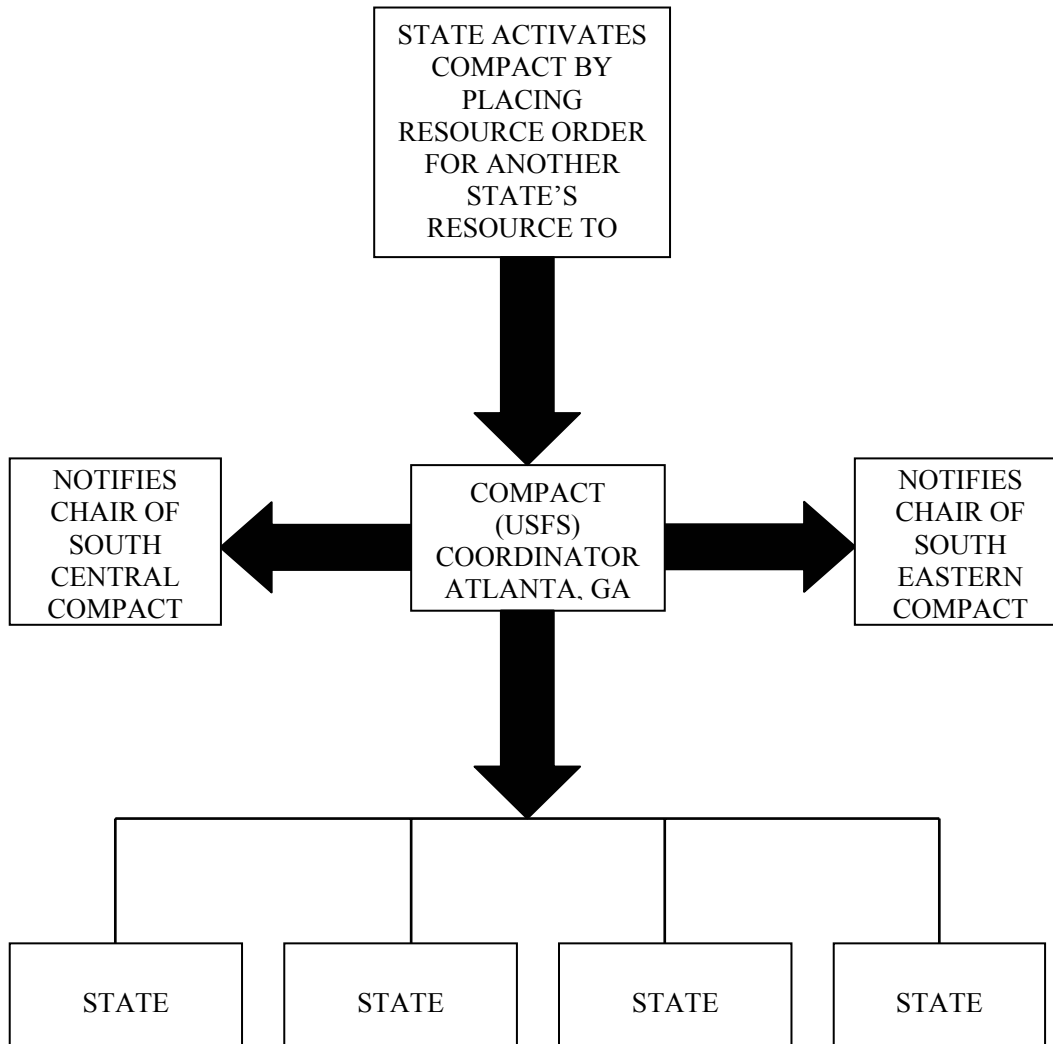 STATE ACTIVATES
COMPACT BY
PLACING
RESOURCE ORDER
FOR ANOTHER
STATE’S
RESOURCE TO
NOTIFIES
CHAIR OF
SOUTH
CENTRAL
COMPACT
COMPACT
(USFS)
COORDINATOR
ATLANTA, GA
NOTIFIES
CHAIR OF
SOUTH
EASTERN
COMPACT
STATE
STATE
STATE
STATE